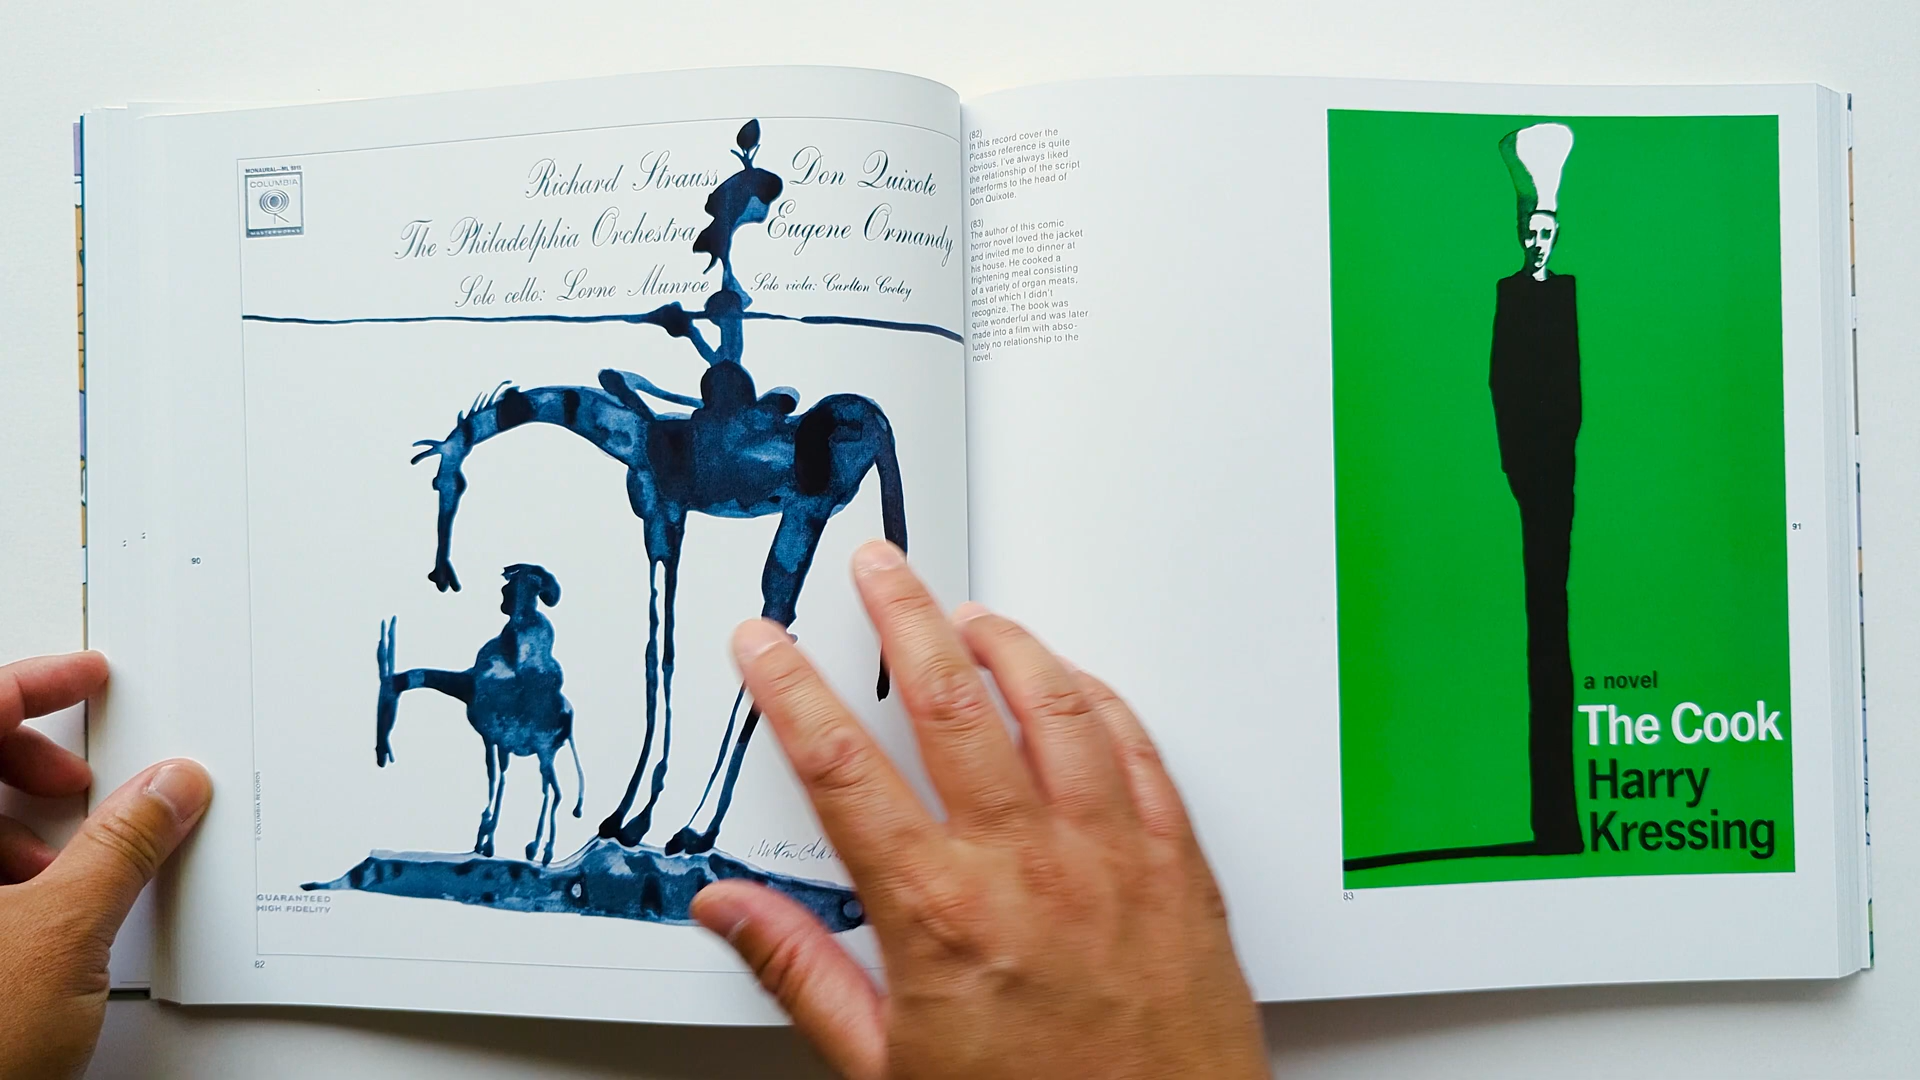 MONAURAL—ML 5915
COLUMBIA
MASTERWORKS
Richard Strauss Don Quixote
The Philadelphia Orchestra Eugene Ormandy
Solo cello: Lorne Munroe Solo viola: Carlton Cooley
© COLUMBIA RECORDS
GUARANTEED
HIGH FIDELITY
82
90
(82)
In this record cover the
Picasso reference is quite
obvious. I've always liked
the relationship of the script
letterforms to the head of
Don Quixote.
(83)
The author of this comic
horror novel loved the jacket
and invited me to dinner at
his house. He cooked a
frightening meal consisting
of a variety of organ meats,
most of which I didn't
recognize. The book was
quite wonderful and was later
made into a film with abso-
lutely no relationship to the
novel.
a novel
The Cook
Harry
Kressing
83
91